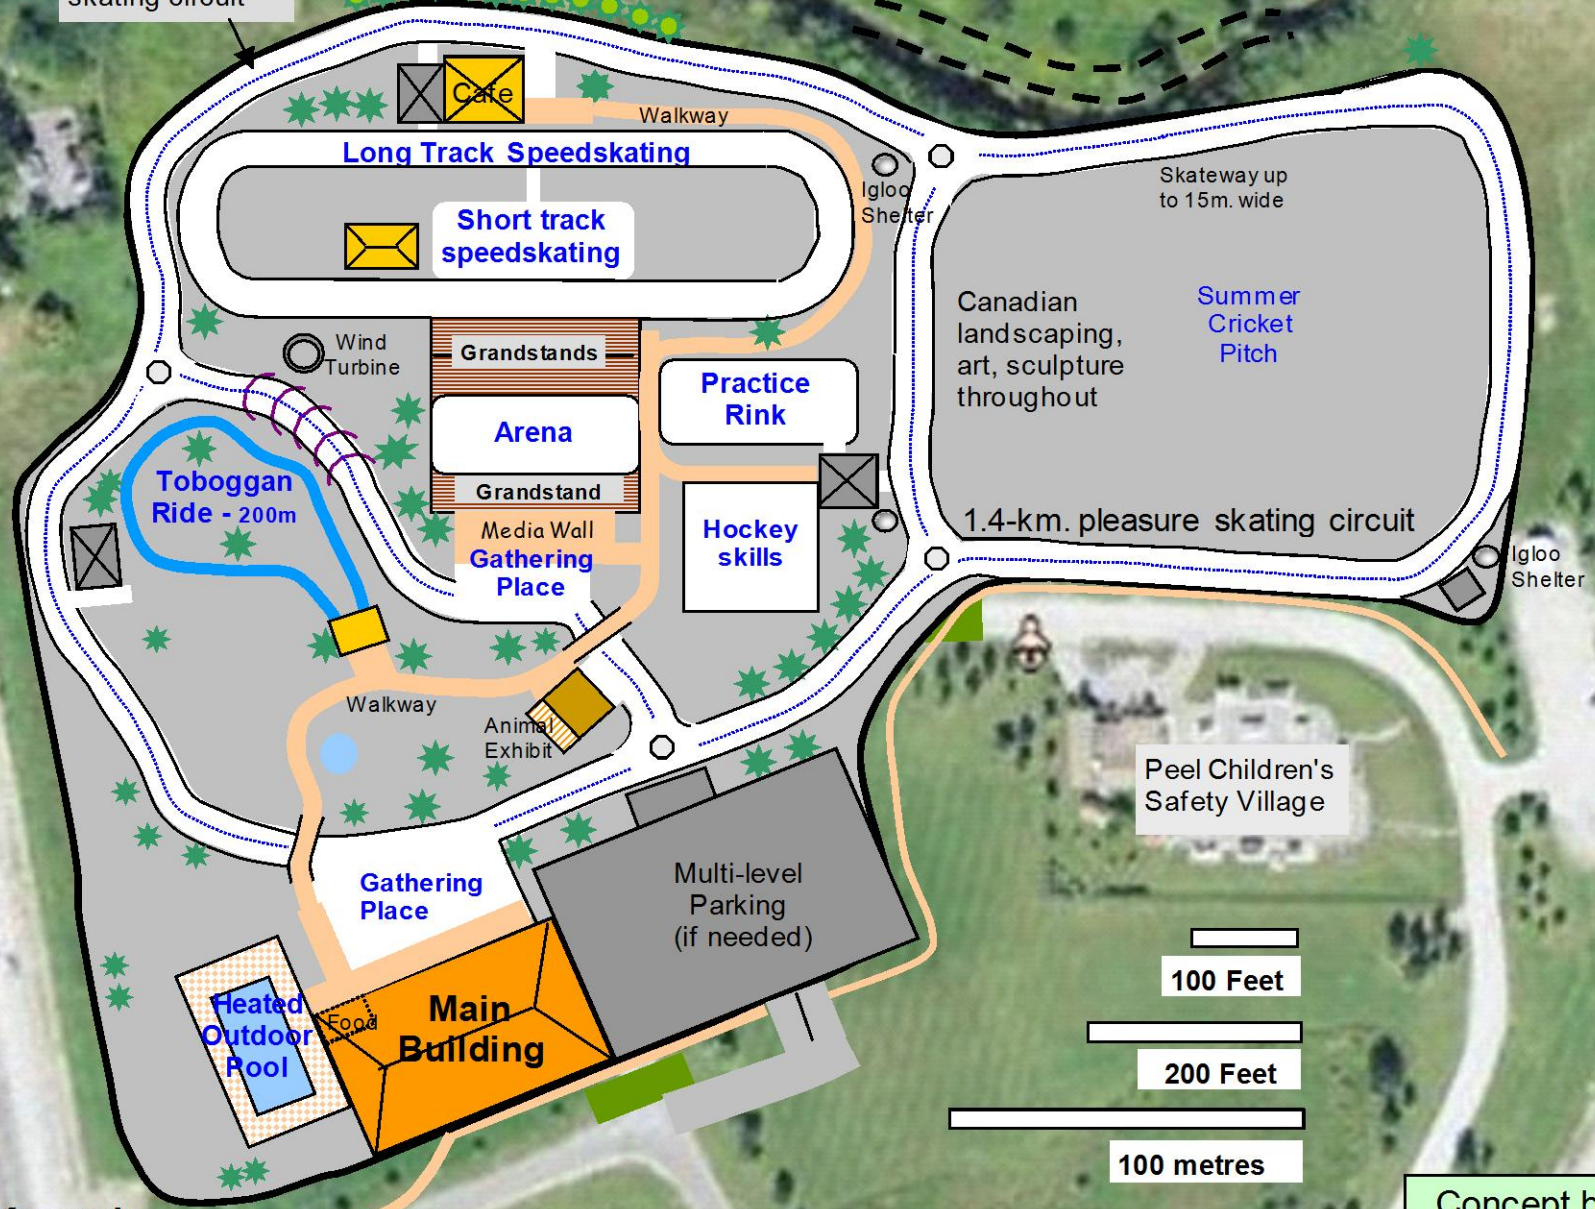 skating circuit
Cafe
Walkway
Long Track Speedskating
Igloo
Shelter
Skateway up
to 15m. wide
Short track
speedskating
Canadian
landscaping,
art, sculpture
throughout
Summer
Cricket
Pitch
Wind
Turbine
Grandstands
Practice
Rink
Arena
Toboggan
Ride - 200m
Grandstand
Media Wall
Gathering
Place
Hockey
skills
1.4-km. pleasure skating circuit
Igloo
Shelter
Walkway
Animal
Exhibit
Peel Children's
Safety Village
Gathering
Place
Multi-level
Parking
(if needed)
100 Feet
Heated
Outdoor
Pool
Food
Main
Building
200 Feet
100 metres
Concept b